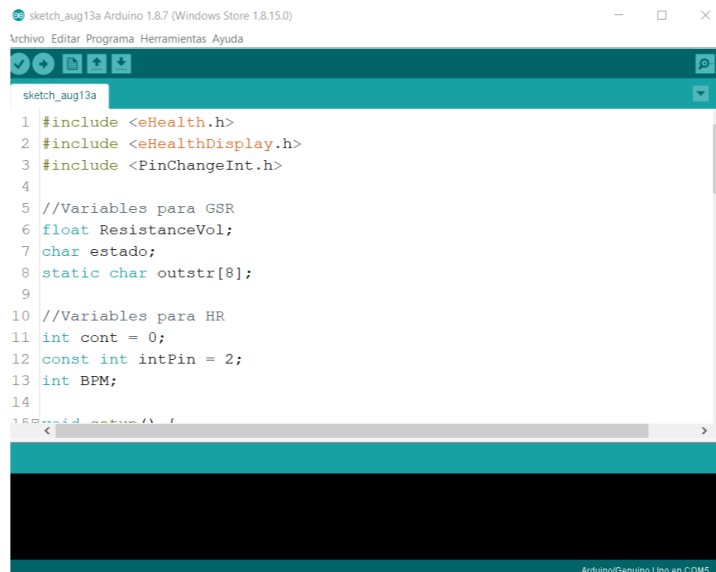 sketch_aug13a Arduino 1.8.7 (Windows Store 1.8.15.0)
Archivo Editar Programa Herramientas Ayuda
sketch_aug13a
1 #include <eHealth.h>
2 #include <eHealthDisplay.h>
3 #include <PinChangeInt.h>
4
5 //Variables para GSR
6 float ResistanceVol;
7 char estado;
8 static char outstr[8];
9
10 //Variables para HR
11 int cont = 0;
12 const int intPin = 2;
13 int BPM;
14
15 void setup() {
Arduino/Genuino Uno en COM5